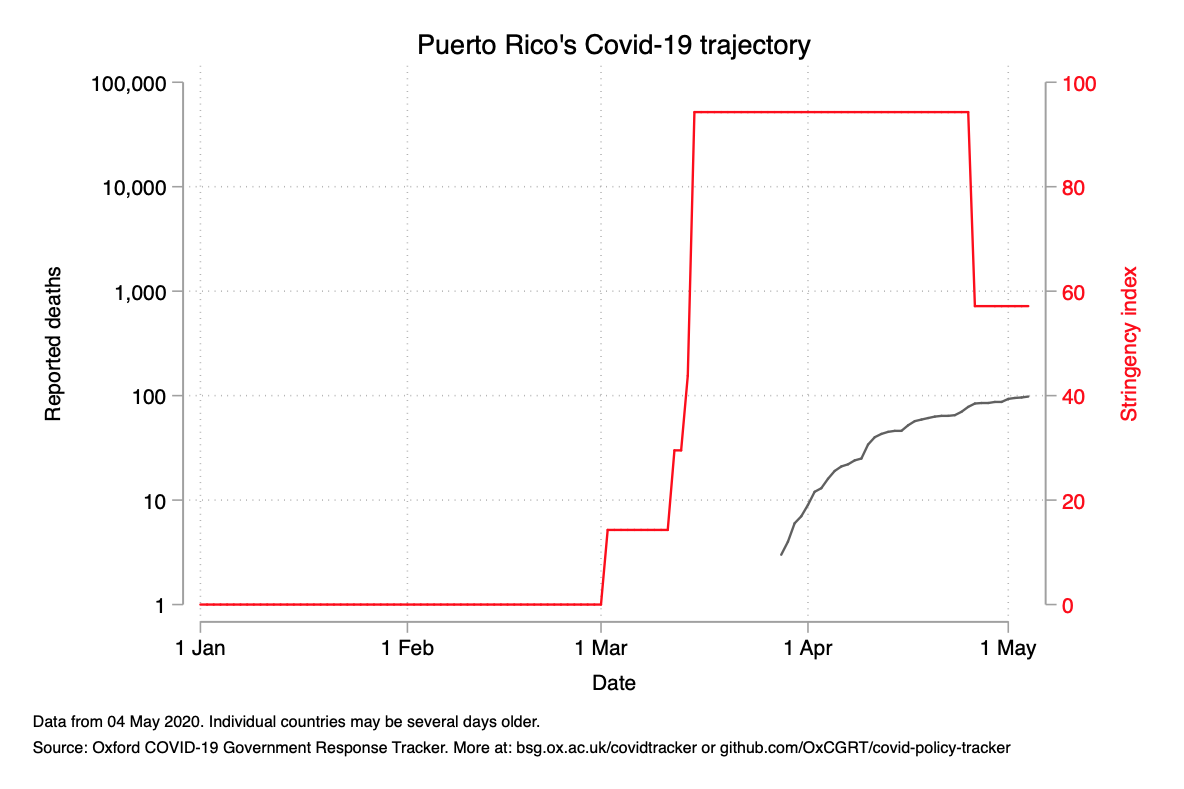 Puerto Rico's Covid-19 trajectory
100,000
10,000
1,000
100
10
1
Reported deaths
100
80
60
40
20
0
Stringency index
1 Jan
1 Feb
1 Mar
1 Apr
1 May
Date
Data from 04 May 2020. Individual countries may be several days older.
Source: Oxford COVID-19 Government Response Tracker. More at: bsg.ox.ac.uk/covidtracker or github.com/OxCGRT/covid-policy-tracker